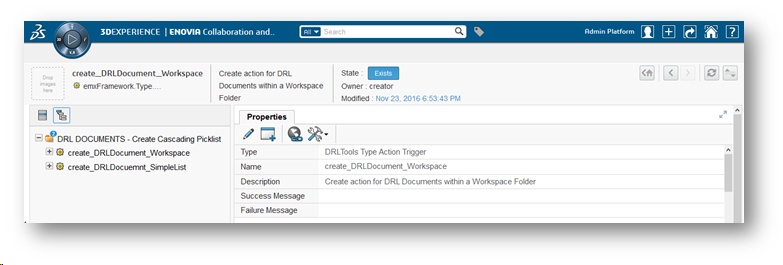 3DEXPERIENCE | ENOVIA Collaboration and..
All
Search
Admin Platform
Drop images here
create_DRLDocument_Workspace
emxFramework.Type....
Create action for DRL
Documents within a Workspace
Folder
State : Exists
Owner : creator
Modified : Nov 23, 2016 6:53:43 PM
DRL DOCUMENTS - Create Cascading Picklist
create_DRLDocument_Workspace
create_DRLDocuemnt_SimpleList
Properties
Type DRLTools Type Action Trigger
Name create_DRLDocument_Workspace
Description Create action for DRL Documents within a Workspace Folder
Success Message
Failure Message